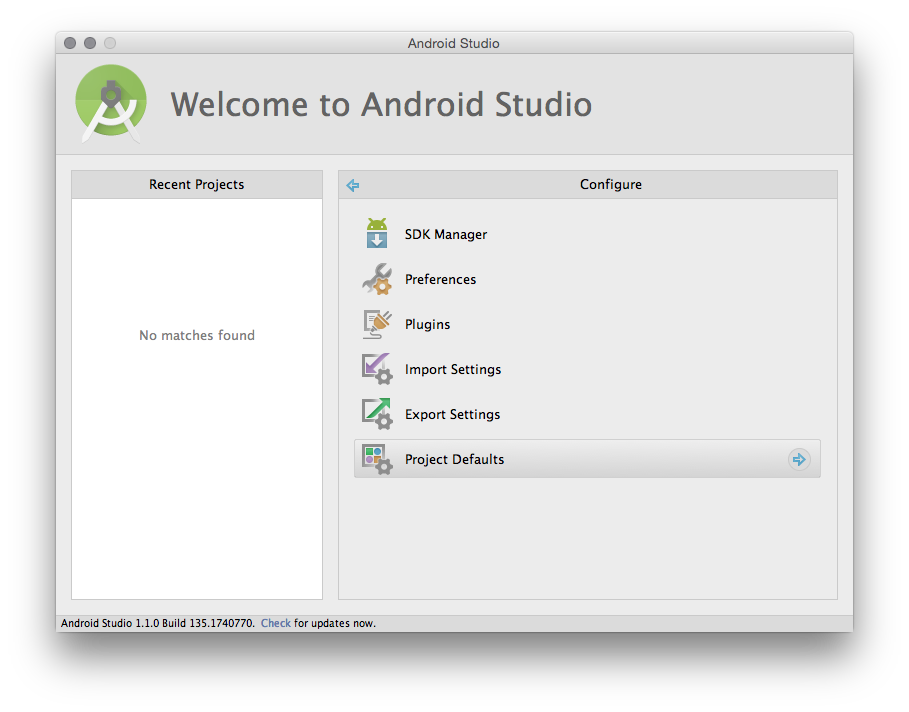 Android Studio
Welcome to Android Studio
Recent Projects
No matches found
Configure
SDK Manager
Preferences
Plugins
Import Settings
Export Settings
Project Defaults
Android Studio 1.1.0 Build 135.1740770. Check for updates now.